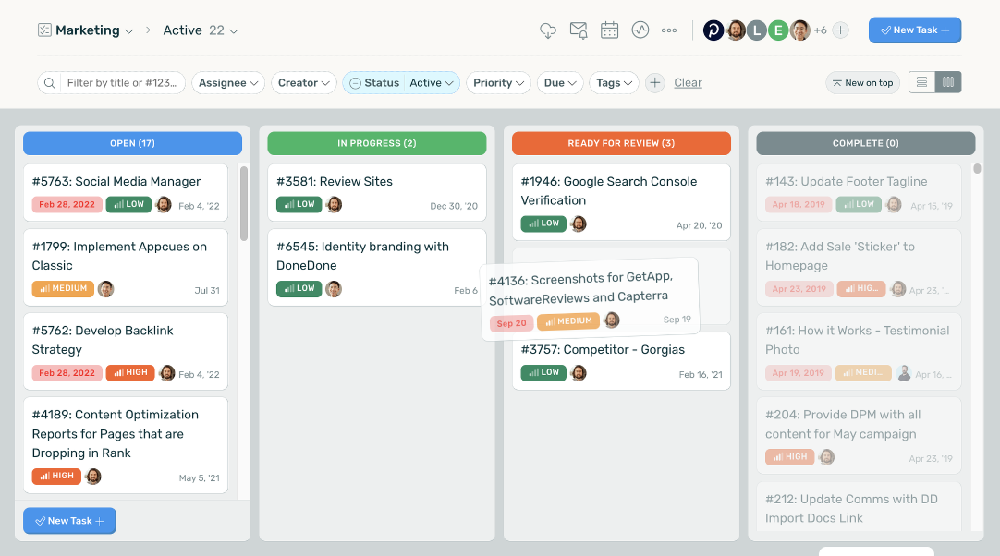 Marketing
Active 22
L
E
+6
New Task
Filter by title or #123...
Assignee
Creator
Status
Active
Priority
Due
Tags
Clear
New on top
OPEN (17)
#5763: Social Media Manager
Feb 28, 2022
LOW
Feb 4, '22
#1799: Implement Appcues on
Classic
MEDIUM
Jul 31
#5762: Develop Backlink
Strategy
Feb 28, 2022
HIGH
Feb 4, '22
#4189: Content Optimization
Reports for Pages that are
Dropping in Rank
HIGH
May 5, '21
New Task
IN PROGRESS (2)
#3581: Review Sites
LOW
Dec 30, '20
#6545: Identity branding with
DoneDone
LOW
Feb 6
READY FOR REVIEW (3)
#1946: Google Search Console
Verification
LOW
Apr 20, '20
#4136: Screenshots for GetApp,
SoftwareReviews and Capterra
Sep 20
MEDIUM
Sep 19
#3757: Competitor - Gorgias
LOW
Feb 16, '21
COMPLETE (0)
#143: Update Footer Tagline
Apr 16, 2019
LOW
Apr 15, '19
#182: Add Sale 'Sticker' to
Homepage
Apr 23, 2019
HIG...
Apr 23, '...
#161: How it Works - Testimonial
Photo
Apr 19, 2019
MEDI...
Apr 16, ...
#204: Provide DPM with all
content for May campaign
HIGH
Apr 23, '19
#212: Update Comms with DD
Import Docs Link